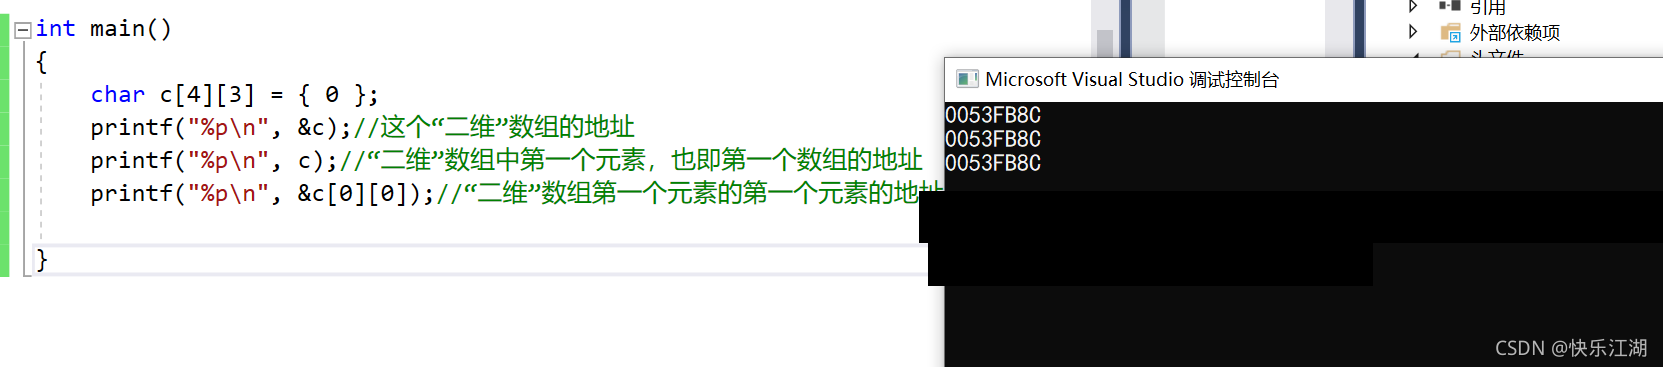 int main()
{
char c[4][3] = { 0 };
printf("%p\n", &c);//这个“二维”数组的地址
printf("%p\n", c);//“二维”数组中第一个元素，也即第一个数组的地址
printf("%p\n", &c[0][0]);//“二维”数组第一个元素的第一个元素的地址
}
引用
外部依赖项
头文件
Microsoft Visual Studio 调试控制台
0053FB8C
0053FB8C
0053FB8C
CSDN @快乐江湖